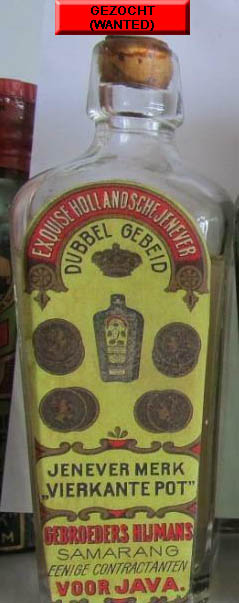 GEZOCHT
(WANTED)
EXQUISE HOLLANDSCHE JENEVER
DUBBEL GEBEID
JENEVER MERK
„VIERKANTE POT”
GEBROEDERS HIJMANS
SAMARANG
EENIGE CONTRACTANTEN
VOOR JAVA.